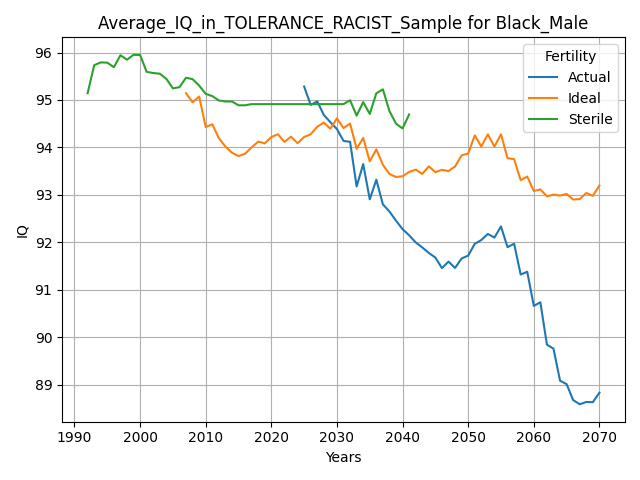 Average_IQ_in_TOLERANCE_RACIST_Sample for Black_Male
Fertility
Actual
Ideal
Sterile
IQ
96
95
94
93
92
91
90
89
1990 2000 2010 2020 2030 2040 2050 2060 2070
Years